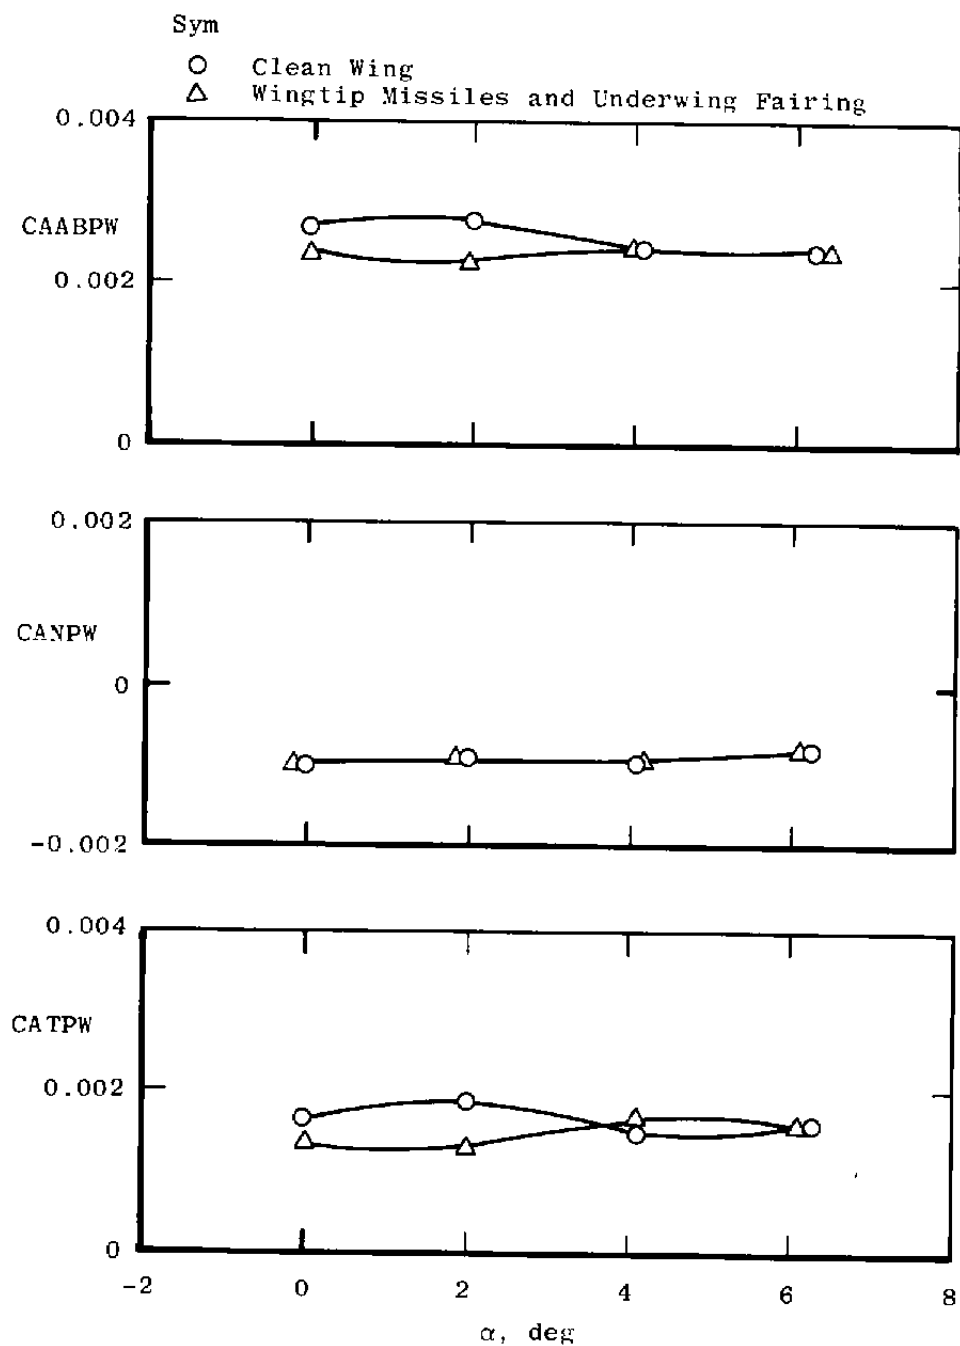 Sym
Clean Wing
Wingtip Missiles and Underwing Fairing
0.004
CAABPW
0.002
0
0.002
CANPW
0
-0.002
0.004
CATPW
0.002
0
-2 0 2 4 6 8
α, deg